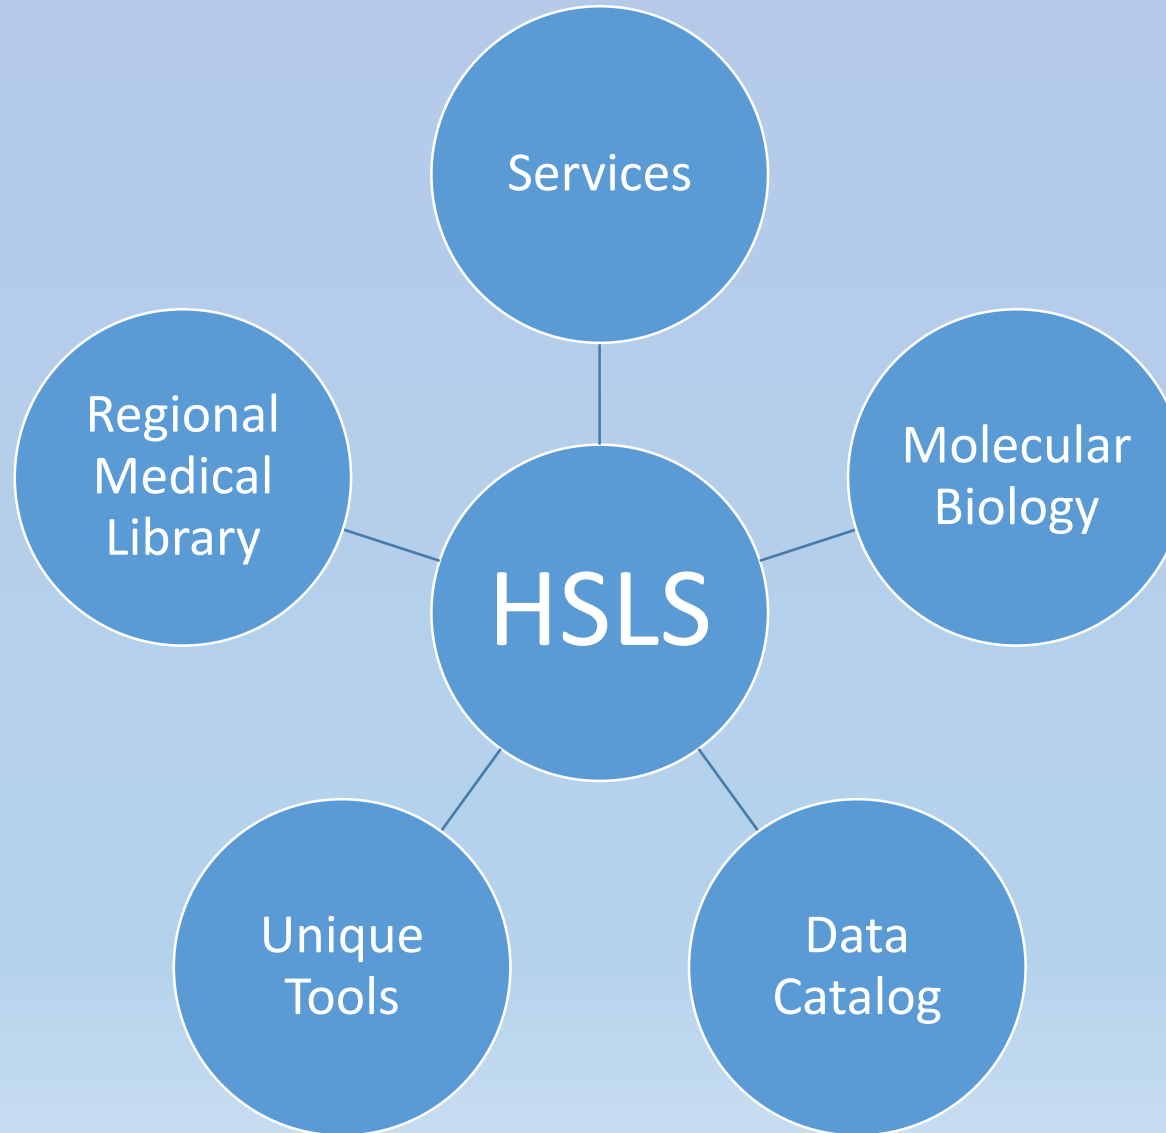 Services
Regional
Medical
Library
Molecular
Biology
HSLS
Unique
Tools
Data
Catalog